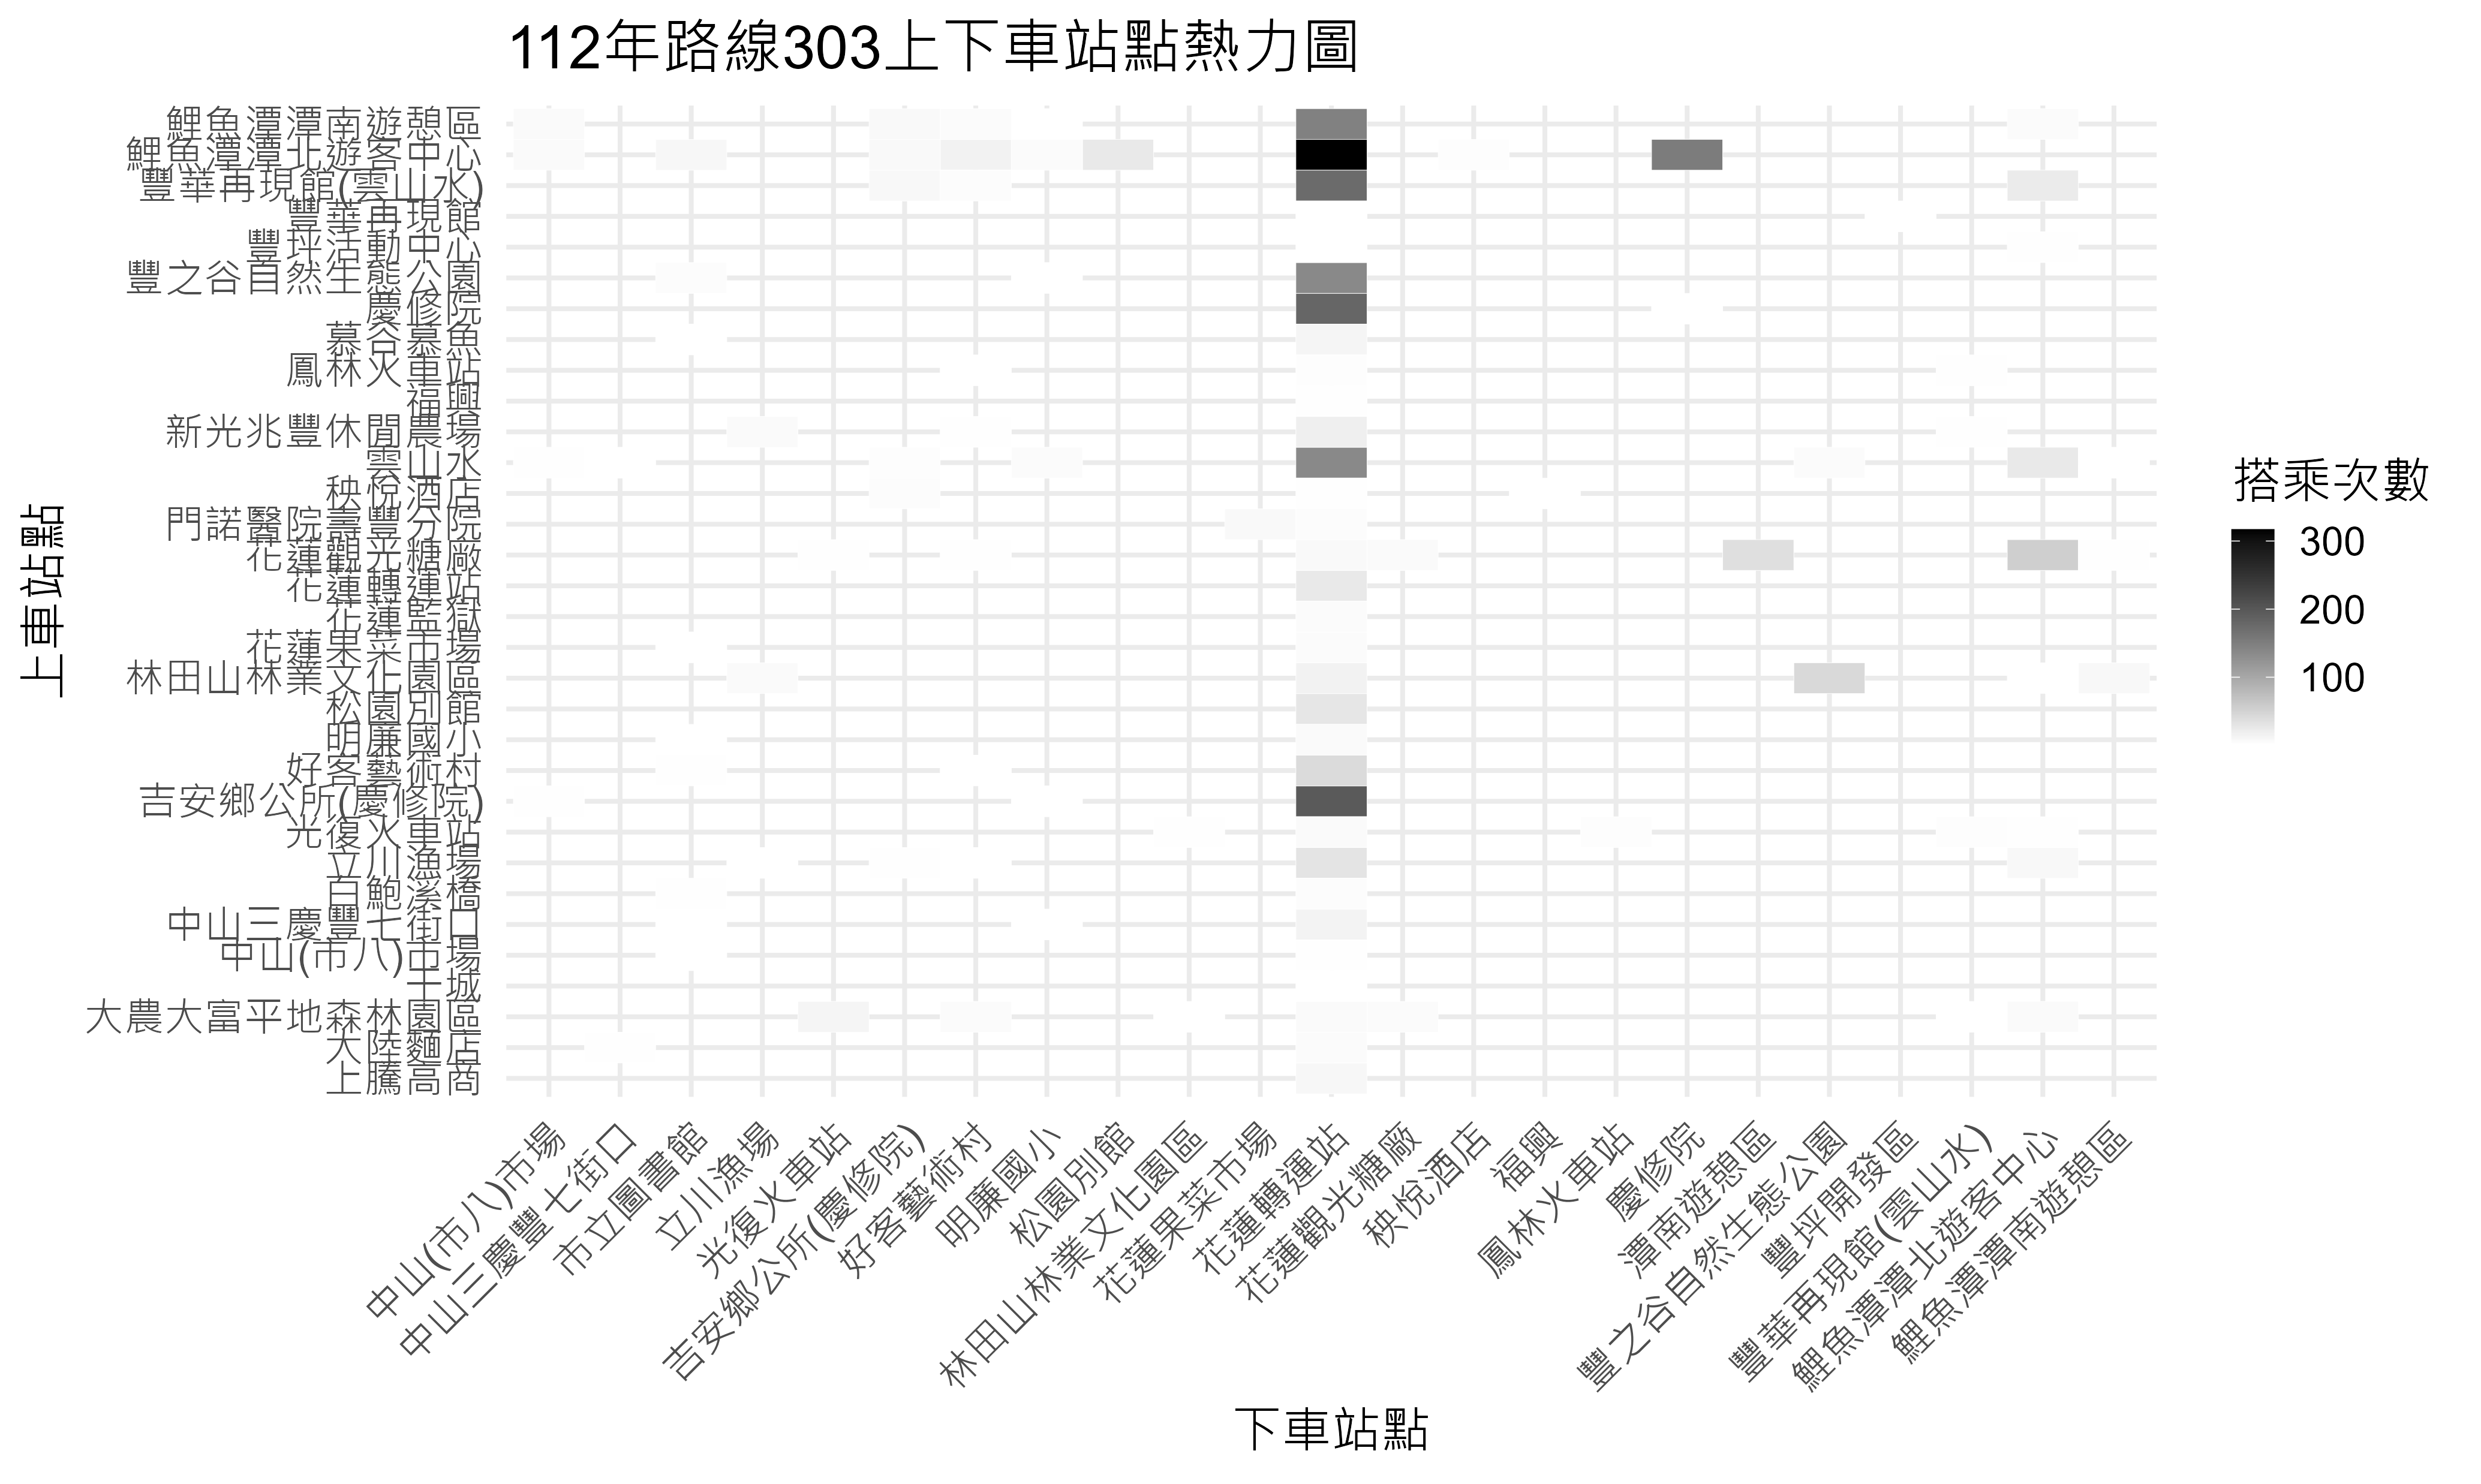 112年路線303上下車站點熱力圖
上車站點
鯉魚潭潭南遊憩區
鯉魚潭潭北遊客中心
豐華再現館(雲山水)
豐華再現館
豐坪活動中心
豐之谷自然生態公園
慶修院
慕谷慕魚
鳳林火車站
福興
新光兆豐休閒農場
雲山水
秧悅酒店
門諾醫院壽豐分院
花蓮觀光糖廠
花蓮轉運站
花蓮監獄
花蓮果菜市場
林田山林業文化園區
松園別館
明廉國小
好客藝術村
吉安鄉公所(慶修院)
光復火車站
立川漁場
白鮑溪橋
中山三慶豐七街口
中山(市八)市場
干城
大農大富平地森林園區
大陸麵店
上騰高商
中山(市八)市場
中山三慶豐七街口
市立圖書館
立川漁場
光復火車站
吉安鄉公所(慶修院)
好客藝術村
明廉國小
松園別館
林田山林業文化園區
花蓮果菜市場
花蓮轉運站
花蓮觀光糖廠
秧悅酒店
福興
鳳林火車站
慶修院
潭南遊憩區
豐之谷自然生態公園
豐坪開發區
豐華再現館(雲山水)
鯉魚潭潭北遊客中心
鯉魚潭潭南遊憩區
下車站點
搭乘次數
300
200
100